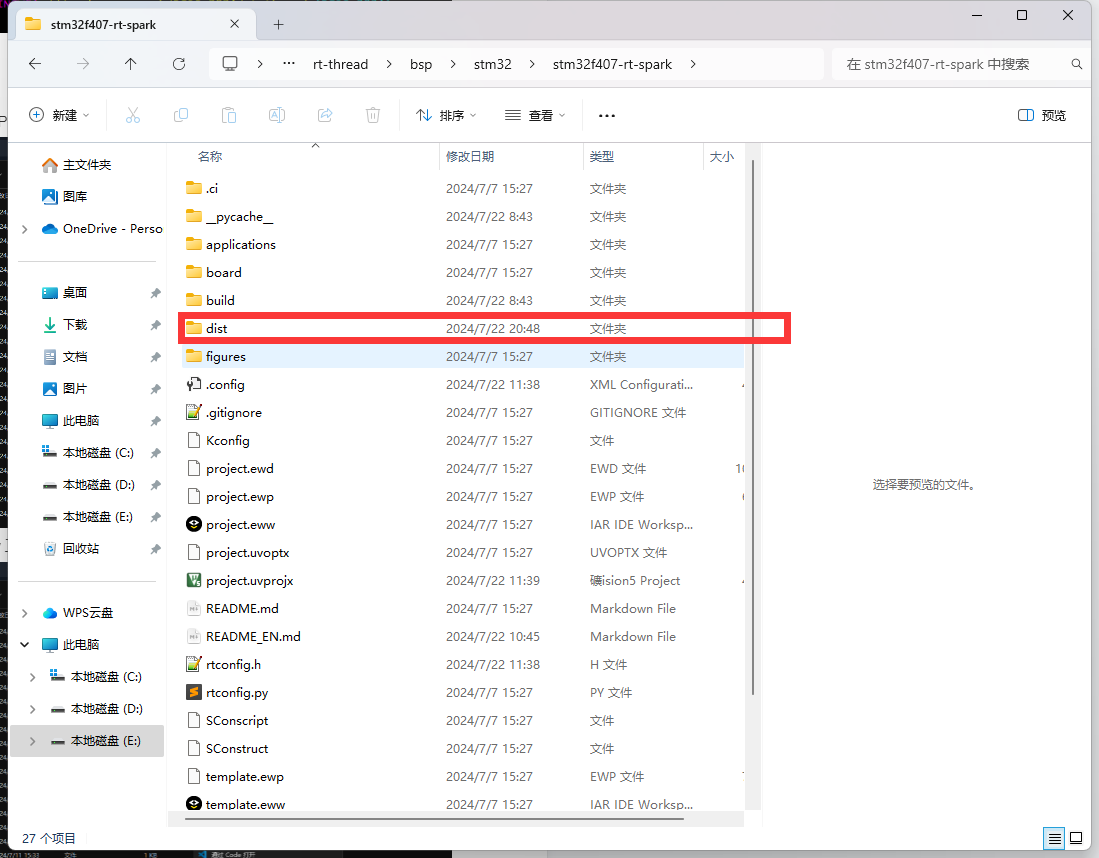 stm32f407-rt-spark
rt-thread
bsp
stm32
stm32f407-rt-spark
在 stm32f407-rt-spark 中搜索
新建
排序
查看
预览
主文件夹
图库
OneDrive - Perso
桌面
下载
文档
图片
此电脑
本地磁盘 (C:)
本地磁盘 (D:)
本地磁盘 (E:)
回收站
WPS云盘
此电脑
本地磁盘 (C:)
本地磁盘 (D:)
本地磁盘 (E:)
名称 修改日期 类型 大小
.ci 2024/7/7 15:27 文件夹
__pycache__ 2024/7/22 8:43 文件夹
applications 2024/7/7 15:27 文件夹
board 2024/7/7 15:27 文件夹
build 2024/7/22 8:43 文件夹
dist 2024/7/22 20:48 文件夹
figures 2024/7/7 15:27 文件夹
.config 2024/7/22 11:38 XML Configurati...
.gitignore 2024/7/7 15:27 GITIGNORE 文件
Kconfig 2024/7/7 15:27 文件
project.ewd 2024/7/7 15:27 EWD 文件
project.ewp 2024/7/7 15:27 EWP 文件
project.eww 2024/7/7 15:27 IAR IDE Worksp...
project.uvoptx 2024/7/7 15:27 UVOPTX 文件
project.uvprojx 2024/7/22 11:39 礦ision5 Project
README.md 2024/7/7 15:27 Markdown File
README_EN.md 2024/7/22 10:45 Markdown File
rtconfig.h 2024/7/22 11:38 H 文件
rtconfig.py 2024/7/7 15:27 PY 文件
SConscript 2024/7/7 15:27 文件
SConstruct 2024/7/7 15:27 文件
template.ewp 2024/7/7 15:27 EWP 文件
template.eww 2024/7/7 15:27 IAR IDE Worksp...
选择要预览的文件。
27 个项目